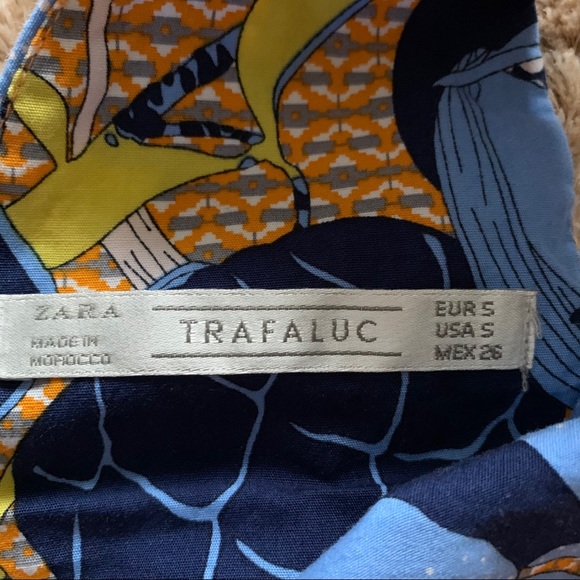 ZARA
MADE IN
MOROCCO
TRAFALUC
EUR S
USA S
MEX 26